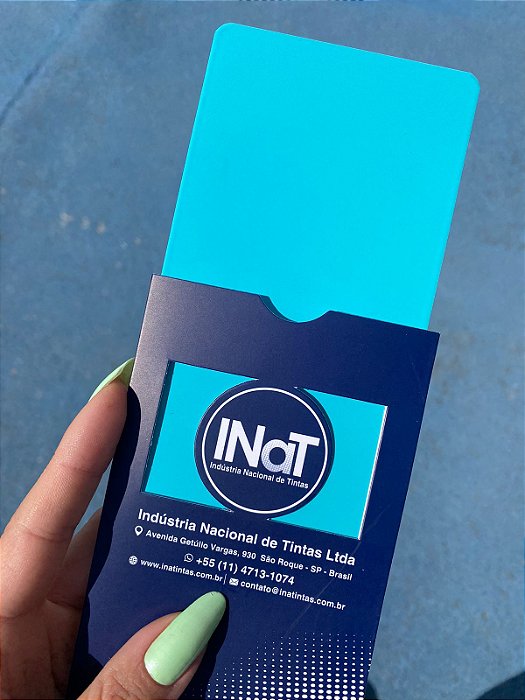 INaT
Indústria Nacional de Tintas
Indústria Nacional de Tintas Ltda
Avenida Getúlio Vargas, 930 São Roque - SP - Brasil
+55 (11) 4713-1074
www.inatintas.com.br | contato@inatintas.com.br